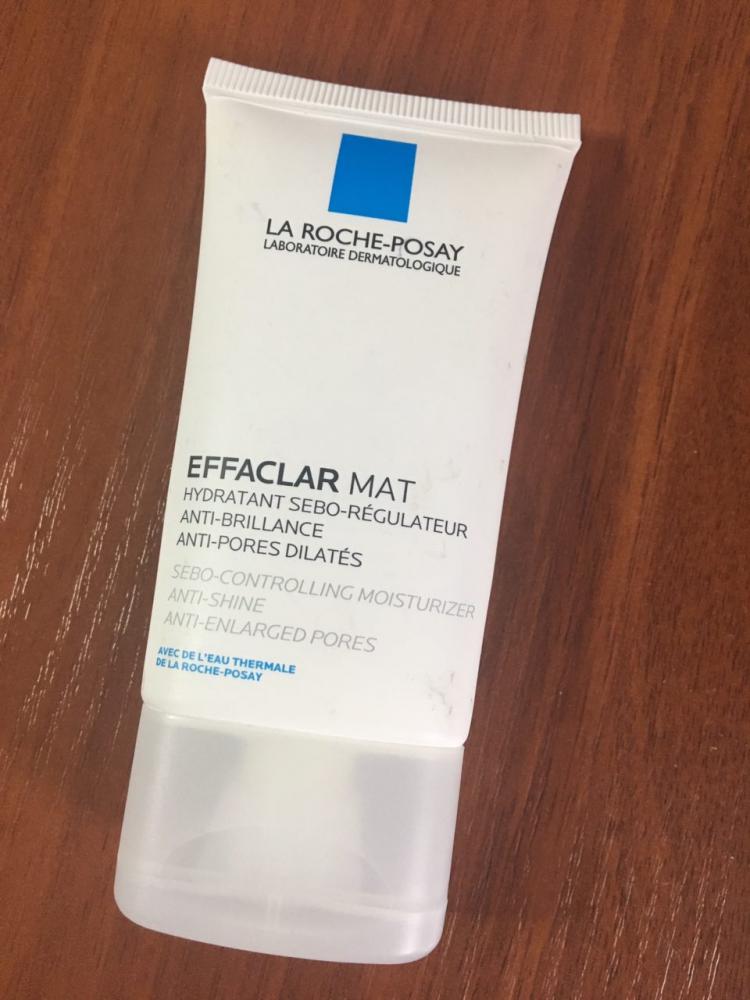 LA ROCHE-POSAY
LABORATOIRE DERMATOLOGIQUE
EFFACLAR MAT
HYDRATANT SEBO-RÉGULATEUR
ANTI-BRILLANCE
ANTI-PORES DILATÉS
SEBO-CONTROLLING MOISTURIZER
ANTI-SHINE
ANTI-ENLARGED PORES
AVEC DE L'EAU THERMALE
DE LA ROCHE-POSAY